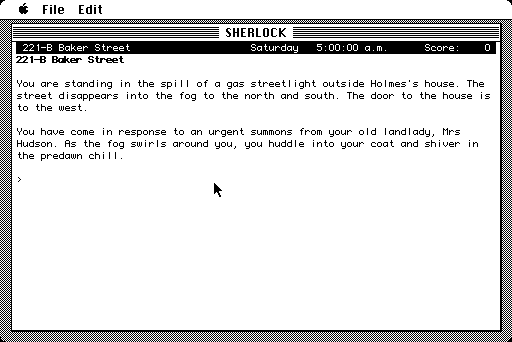 File Edit
SHERLOCK
221-B Baker Street Saturday 5:00:00 a.m. Score: 0
221-B Baker Street
You are standing in the spill of a gas streetlight outside Holmes's house. The
street disappears into the fog to the north and south. The door to the house is
to the west.
You have come in response to an urgent summons from your old landlady, Mrs
Hudson. As the fog swirls around you, you huddle into your coat and shiver in
the predawn chill.
>